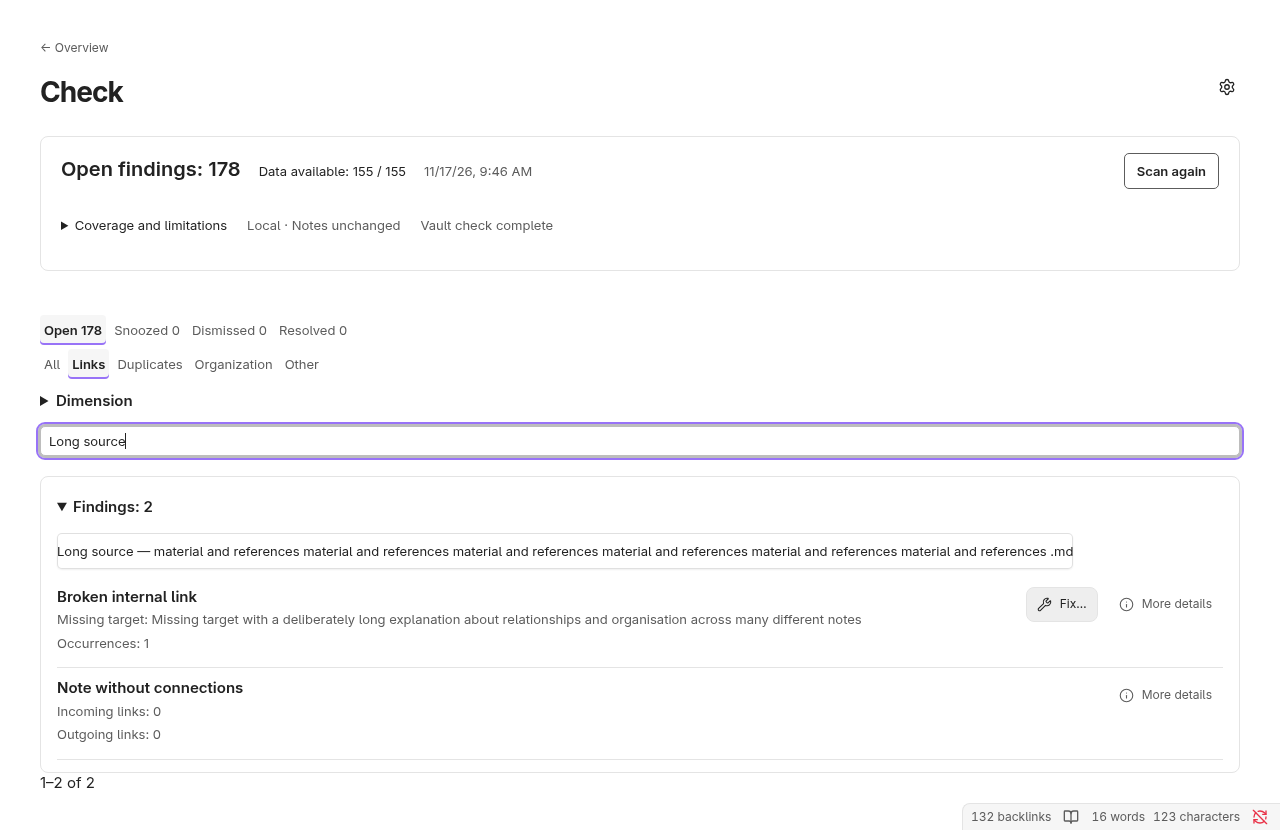 ← Overview
Check
Open findings: 178 Data available: 155 / 155 11/17/26, 9:46 AM Scan again
▶ Coverage and limitations Local · Notes unchanged Vault check complete
Open 178 Snoozed 0 Dismissed 0 Resolved 0
All Links Duplicates Organization Other
▶ Dimension
Long source
▼ Findings: 2
Long source — material and references material and references material and references material and references material and references material and references .md
Broken internal link
Fix... More details
Missing target: Missing target with a deliberately long explanation about relationships and organisation across many different notes
Occurrences: 1
Note without connections
More details
Incoming links: 0
Outgoing links: 0
1–2 of 2
132 backlinks 16 words 123 characters